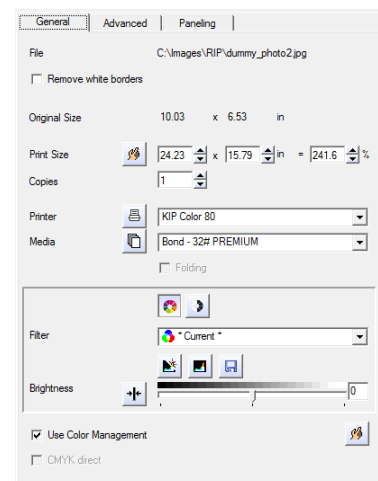 General Advanced Paneling
File C:\Images\RIP\dummy_photo2.jpg
Remove white borders
Original Size 10.03 x 6.53 in
Print Size 24.23 x 15.79 in = 241.6 %
Copies 1
Printer KIP Color 80
Media Bond - 32# PREMIUM
Folding
Filter * Current *
Brightness 0
Use Color Management
CMYK direct